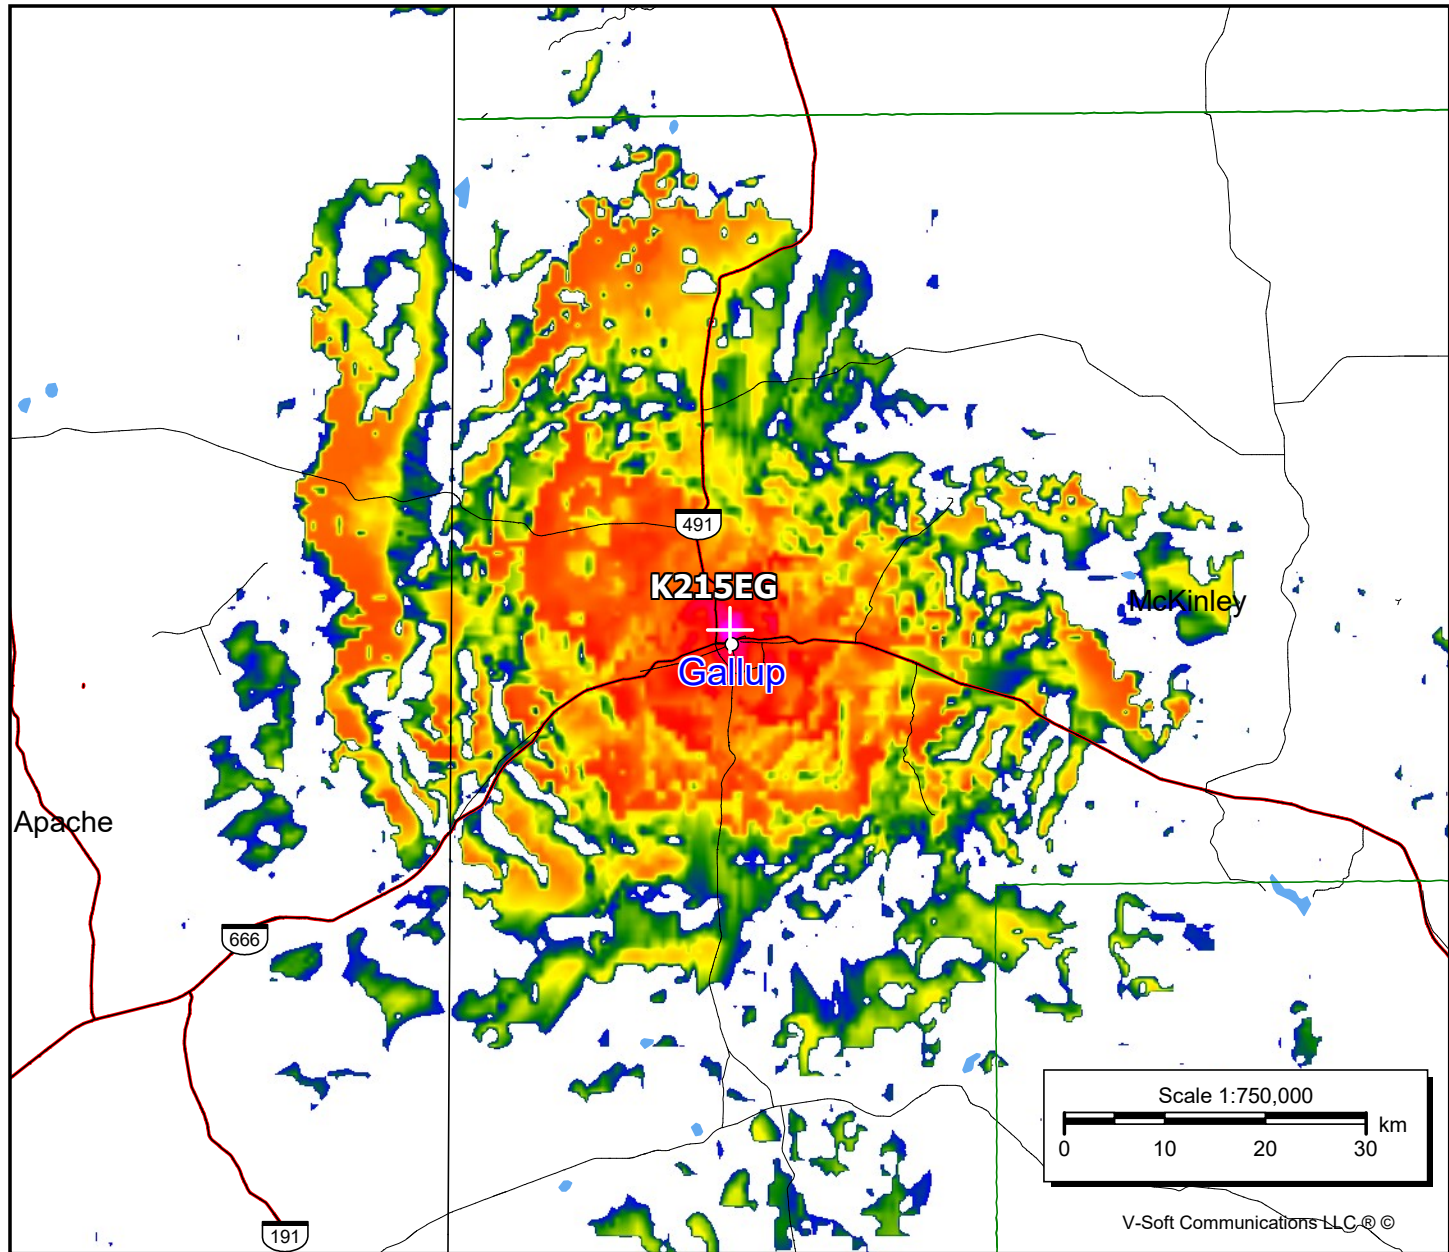 491
K215EG
McKinley
Gallup
Apache
666
Scale 1:750,000
km
0 10 20 30
191
V-Soft Communications LLC ® ©